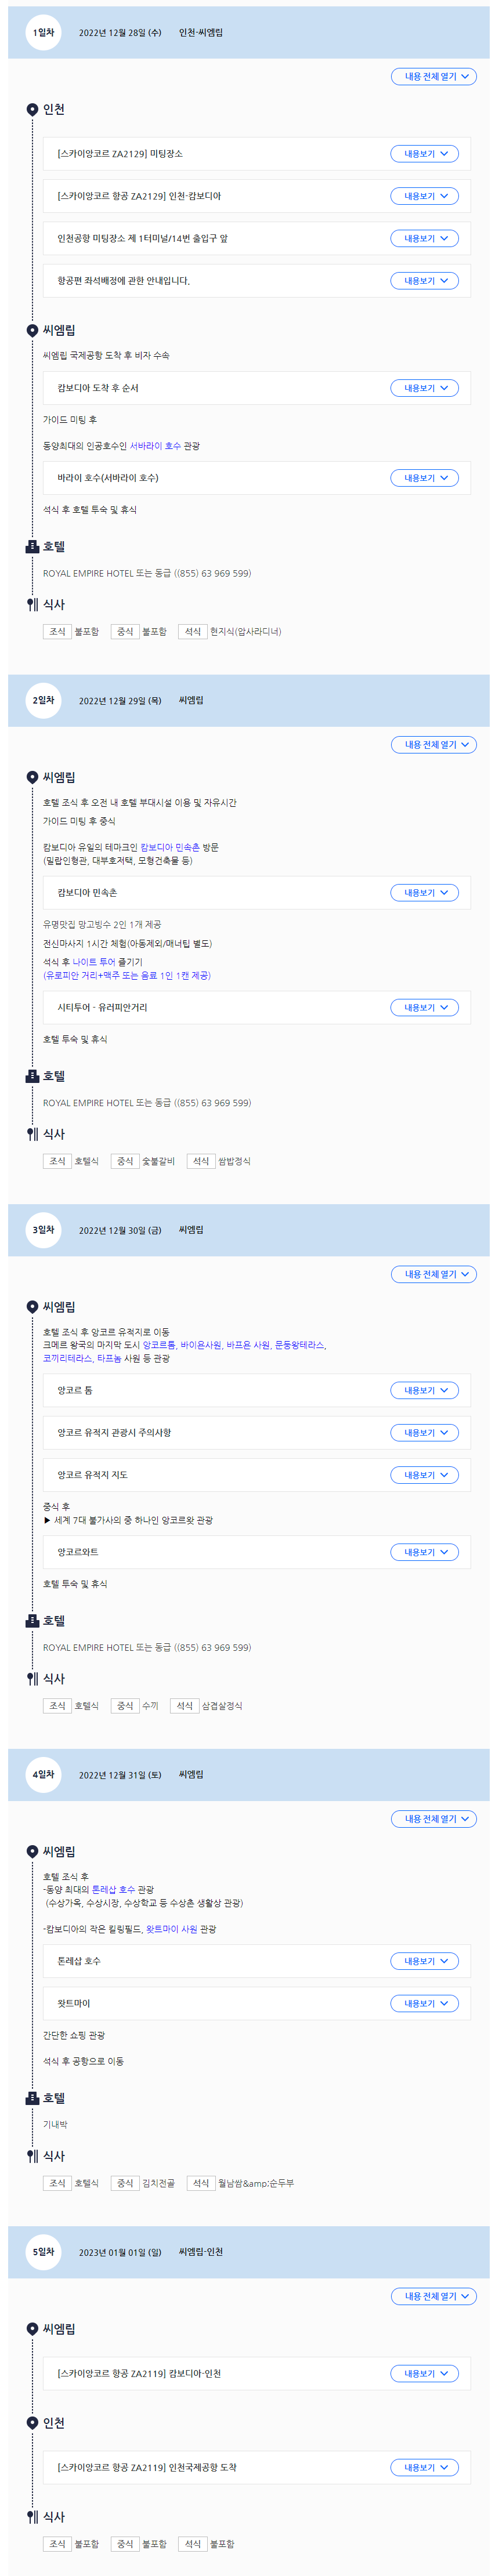 1일차 2022년 12월 28일 (수) 인천-씨엠립
내용 전체 열기
인천
[스카이앙코르 ZA2129] 미팅장소 내용보기
[스카이앙코르 항공 ZA2129] 인천-캄보디아 내용보기
인천공항 미팅장소 제 1터미널/14번 출입구 앞 내용보기
항공편 좌석배정에 관한 안내입니다. 내용보기
씨엠립
씨엠립 국제공항 도착 후 비자 수속
캄보디아 도착 후 순서 내용보기
가이드 미팅 후
동양최대의 인공호수인 서바라이 호수 관광
바라이 호수(서바라이 호수) 내용보기
석식 후 호텔 투숙 및 휴식
호텔
ROYAL EMPIRE HOTEL 또는 동급 ((855) 63 969 599)
식사
조식 불포함 중식 불포함 석식 현지식(압사라디너)
2일차 2022년 12월 29일 (목) 씨엠립
내용 전체 열기
씨엠립
호텔 조식 후 오전 내 호텔 부대시설 이용 및 자유시간
가이드 미팅 후 중식
캄보디아 유일의 테마크인 캄보디아 민속촌 방문
(밀랍인형관, 대부호저택, 모형건축물 등)
캄보디아 민속촌 내용보기
유명맛집 망고빙수 2인 1개 제공
전신마사지 1시간 체험(아동제외/매너팁 별도)
석식 후 나이트 투어 즐기기
(유로피안 거리+맥주 또는 음료 1인 1캔 제공)
시티투어 - 유러피안거리 내용보기
호텔 투숙 및 휴식
호텔
ROYAL EMPIRE HOTEL 또는 동급 ((855) 63 969 599)
식사
조식 호텔식 중식 숯불갈비 석식 쌈밥정식
3일차 2022년 12월 30일 (금) 씨엠립
내용 전체 열기
씨엠립
호텔 조식 후 앙코르 유적지로 이동
크메르 왕국의 마지막 도시 앙코르톰, 바이욘사원, 바프욘 사원, 문둥왕테라스,
코끼리테라스, 타프놈 사원 등 관광
앙코르 톰 내용보기
앙코르 유적지 관광시 주의사항 내용보기
앙코르 유적지 지도 내용보기
중식 후
▶ 세계 7대 불가사의 중 하나인 앙코르왓 관광
앙코르와트 내용보기
호텔 투숙 및 휴식
호텔
ROYAL EMPIRE HOTEL 또는 동급 ((855) 63 969 599)
식사
조식 호텔식 중식 수끼 석식 삼겹살정식
4일차 2022년 12월 31일 (토) 씨엠립
내용 전체 열기
씨엠립
호텔 조식 후
-동양 최대의 톤레삽 호수 관광
(수상가옥, 수상시장, 수상학교 등 수상촌 생활상 관광)
-캄보디아의 작은 킬링필드, 왓트마이 사원 관광
톤레샵 호수 내용보기
왓트마이 내용보기
간단한 쇼핑 관광
석식 후 공항으로 이동
호텔
기내박
식사
조식 호텔식 중식 김치전골 석식 월남쌈&amp;순두부
5일차 2023년 01월 01일 (일) 씨엠립-인천
내용 전체 열기
씨엠립
[스카이앙코르 항공 ZA2119] 캄보디아-인천 내용보기
인천
[스카이앙코르 항공 ZA2119] 인천국제공항 도착 내용보기
식사
조식 불포함 중식 불포함 석식 불포함